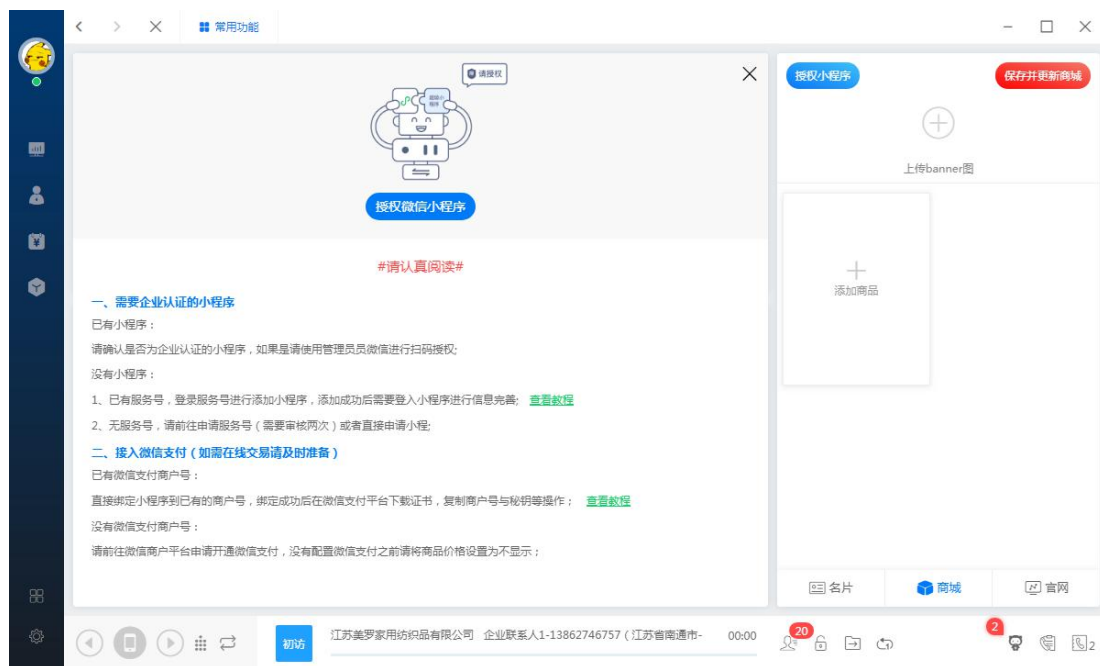 常用功能
请授权
授权微信小程序
#请认真阅读#
一、需要企业认证的小程序
已有小程序：
请确认是否为企业认证的小程序，如果是请使用管理员员微信进行扫码授权;
没有小程序：
1、已有服务号，登录服务号进行添加小程序，添加成功后需要登入小程序进行信息完善; 查看教程
2、无服务号，请前往申请服务号（需要审核两次）或者直接申请小程;
二、接入微信支付（如需在线交易请及时准备）
已有微信支付商户号：
直接绑定小程序到已有的商户号，绑定成功后在微信支付平台下载证书，复制商户号与秘钥等操作； 查看教程
没有微信支付商户号：
请前往微信商户平台申请开通微信支付，没有配置微信支付之前请将商品价格设置为不显示；
授权小程序
保存并更新商城
上传banner图
添加商品
名片
商城
官网
初访
江苏美罗家用纺织品有限公司 企业联系人1-13862746757（江苏省南通市-
00:00
20
2
2